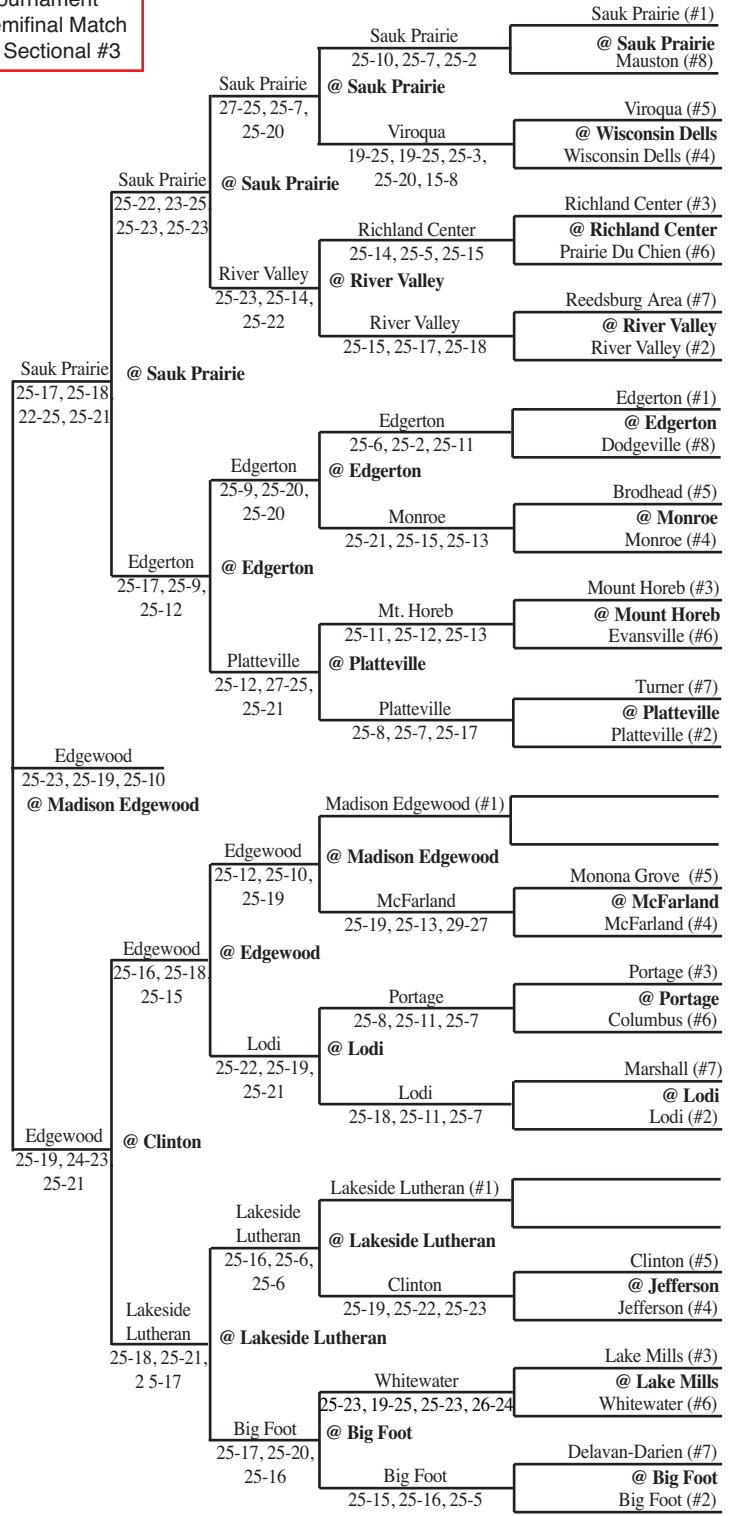 Sectional #3
Sauk Prairie (#1)
@ Sauk Prairie
Mauston (#8)
Viroqua (#5)
@ Wisconsin Dells
Wisconsin Dells (#4)
Richland Center (#3)
@ Richland Center
Prairie Du Chien (#6)
Reedsburg Area (#7)
@ River Valley
River Valley (#2)
Edgerton (#1)
@ Edgerton
Dodgeville (#8)
Brodhead (#5)
@ Monroe
Monroe (#4)
Mount Horeb (#3)
@ Mount Horeb
Evansville (#6)
Turner (#7)
@ Platteville
Platteville (#2)
Monona Grove (#5)
@ McFarland
McFarland (#4)
Portage (#3)
@ Portage
Columbus (#6)
Marshall (#7)
@ Lodi
Lodi (#2)
Clinton (#5)
@ Jefferson
Jefferson (#4)
Lake Mills (#3)
@ Lake Mills
Whitewater (#6)
Delavan-Darien (#7)
@ Big Foot
Big Foot (#2)
Sauk Prairie
25-10, 25-7, 25-2
@ Sauk Prairie
Viroqua
19-25, 19-25, 25-3,
25-20, 15-8
Richland Center
25-14, 25-5, 25-15
@ River Valley
River Valley
25-15, 25-17, 25-18
Edgerton
25-6, 25-2, 25-11
@ Edgerton
Monroe
25-21, 25-15, 25-13
Mt. Horeb
25-11, 25-12, 25-13
@ Platteville
Platteville
25-8, 25-7, 25-17
Madison Edgewood (#1)
@ Madison Edgewood
McFarland
25-19, 25-13, 29-27
Portage
25-8, 25-11, 25-7
@ Lodi
Lodi
25-18, 25-11, 25-7
Lakeside Lutheran (#1)
@ Lakeside Lutheran
Clinton
25-19, 25-22, 25-23
Whitewater
25-23, 19-25, 25-23, 26-24
@ Big Foot
Big Foot
25-15, 25-16, 25-5
Sauk Prairie
27-25, 25-7,
25-20
@ Sauk Prairie
River Valley
25-23, 25-14,
25-22
Edgerton
25-9, 25-20,
25-20
@ Edgerton
Platteville
25-12, 27-25,
25-21
Edgewood
25-12, 25-10,
25-19
@ Edgewood
Lodi
25-22, 25-19,
25-21
Lakeside
Lutheran
25-16, 25-6,
25-6
@ Lakeside Lutheran
Big Foot
25-17, 25-20,
25-16
Sauk Prairie
25-22, 23-25,
25-23, 25-23
@ Sauk Prairie
Edgerton
25-17, 25-9,
25-12
Edgewood
25-16, 25-18,
25-15
@ Clinton
Lakeside
Lutheran
25-18, 25-21,
2 5-17
Sauk Prairie
25-17, 25-18,
22-25, 25-21
Edgewood
25-19, 24-23,
25-21
Edgewood
25-23, 25-19, 25-10
@ Madison Edgewood